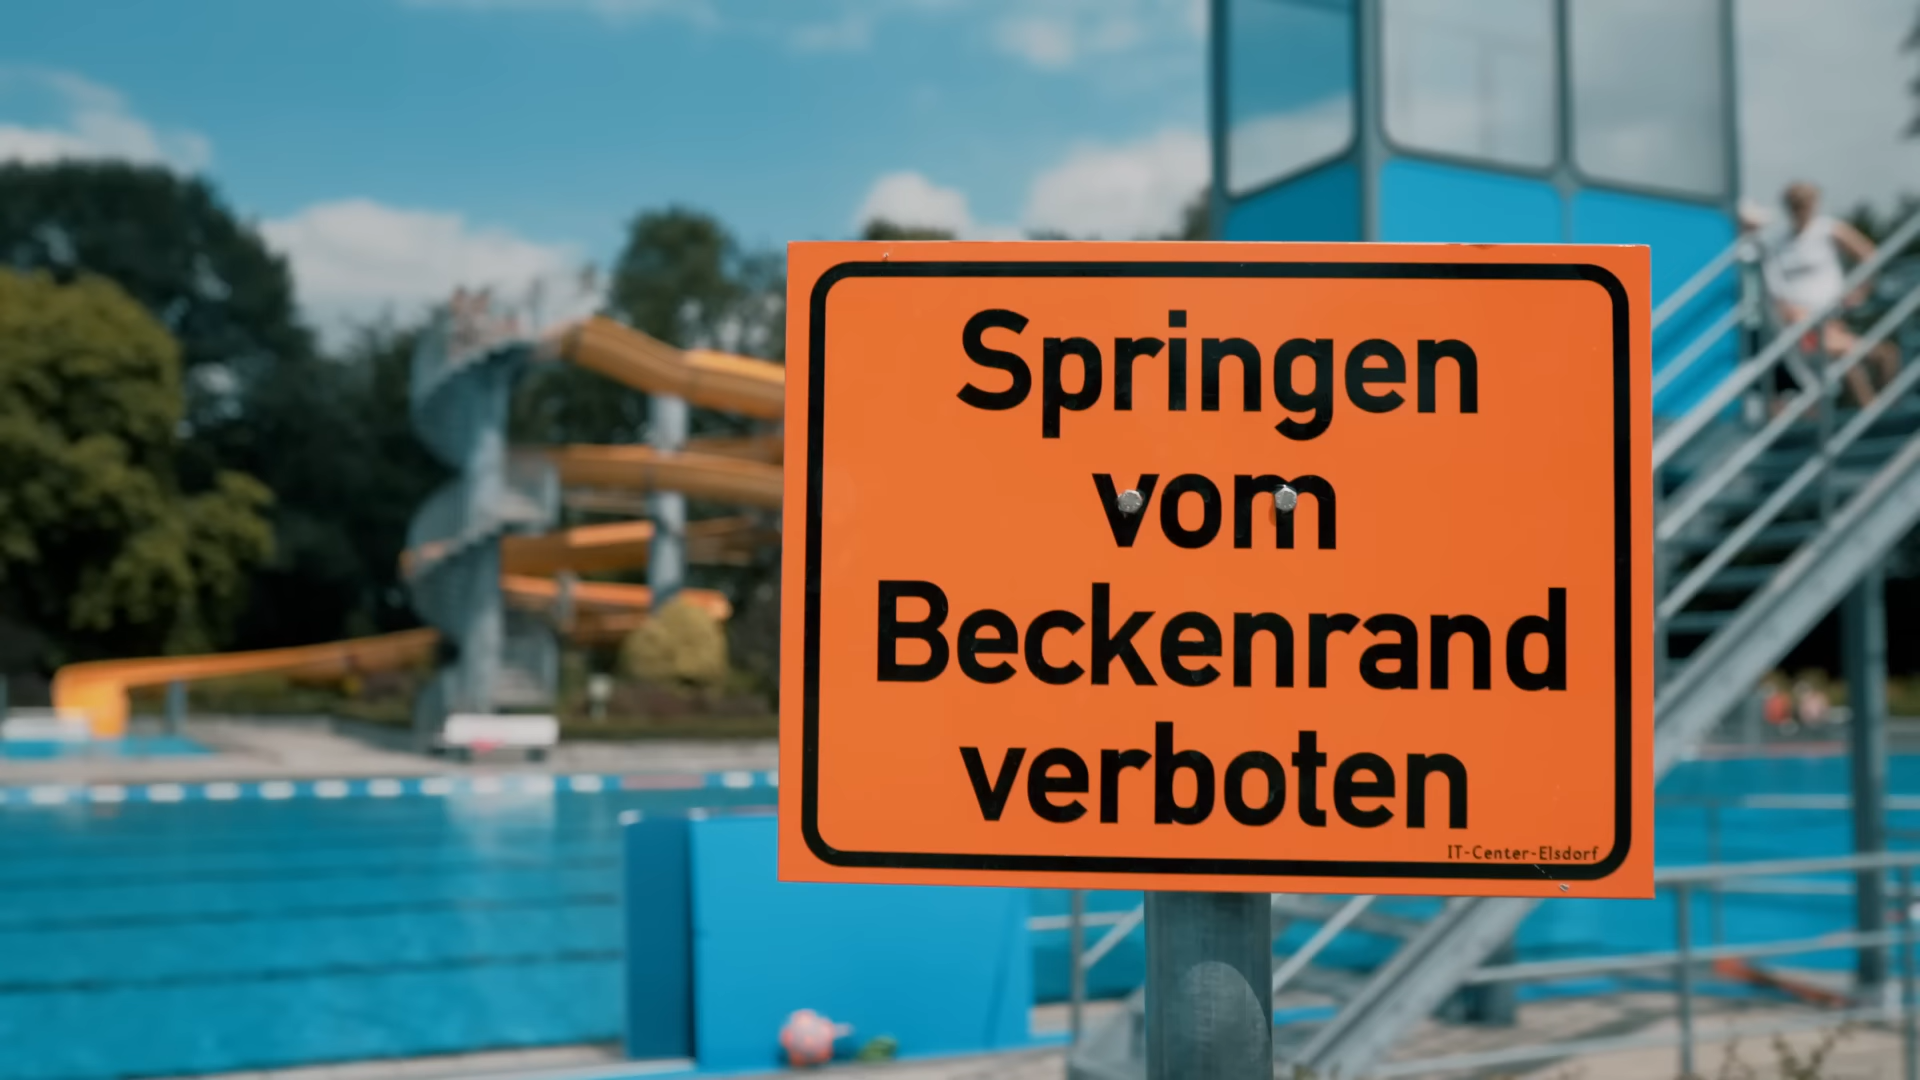 Springen
vom
Beckenrand
verboten
IT-Center-Elsdorf